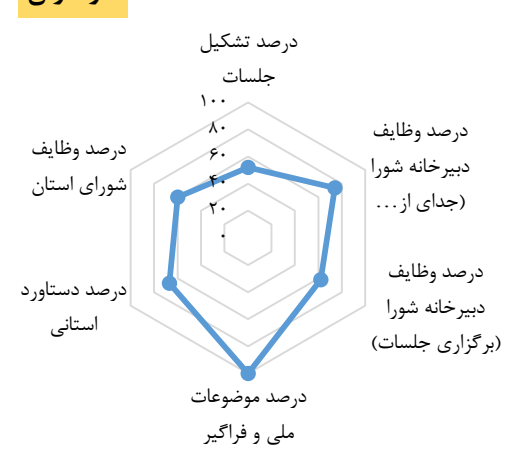 درصد تشکیل
جلسات
۱۰۰
۸۰
۶۰
۴۰
۲۰
۰
درصد وظایف
دبیرخانه شورا
(جدای از...
درصد وظایف
دبیرخانه شورا
(برگزاری جلسات)
درصد موضوعات
ملی و فراگیر
درصد دستاورد
استانی
درصد وظایف
شورای استان